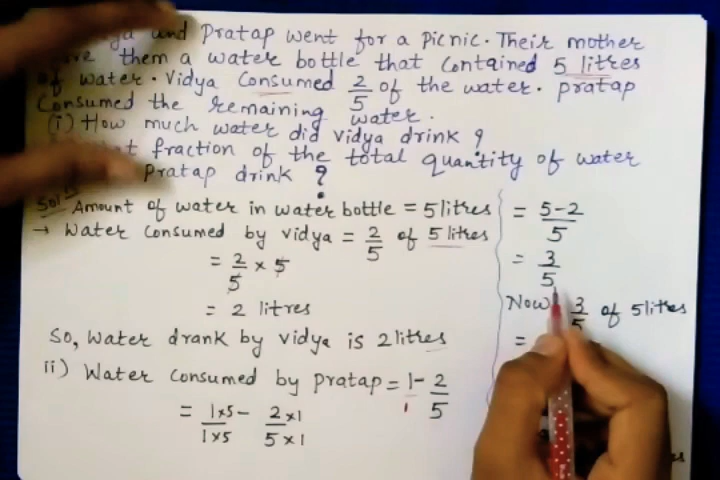 and Pratap went for a Picnic. Their mother
them a water bottle that contained 5 litres
of water. Vidya Consumed 2/5 of the water. pratap
Consumed the remaining water.
(i) How much water did vidya drink ?
fraction of the total quantity of water
pratap drink ?
Sol: i) Amount of water in water bottle = 5 litres
→ Water Consumed by vidya = 2/5 of 5 litres
= 2/5 × 5
= 2 litres
So, Water drank by Vidya is 2 litres
ii) Water Consumed by pratap = 1/1 - 2/5
= 1×5/1×5 - 2×1/5×1
= 5-2/5
= 3/5
Now 3/5 of 5 litres
=